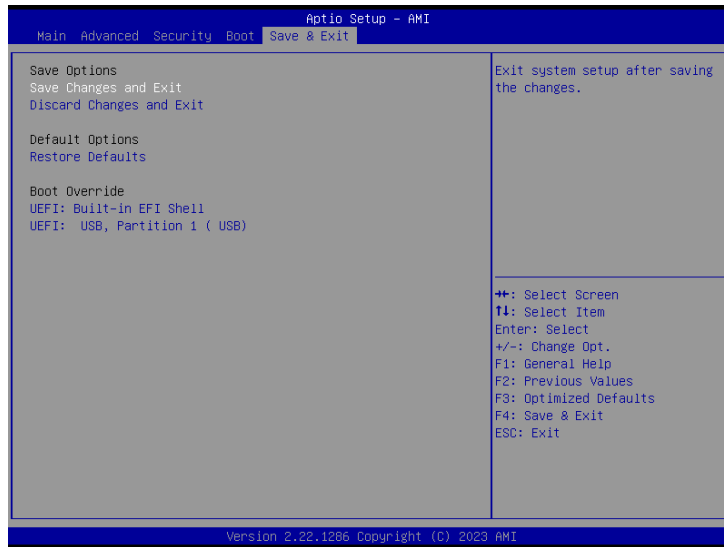 Aptio Setup - AMI
Main Advanced Security Boot Save & Exit
Save Options
Save Changes and Exit
Discard Changes and Exit
Default Options
Restore Defaults
Boot Override
UEFI: Built-in EFI Shell
UEFI:  USB, Partition 1 ( USB)
Exit system setup after saving
the changes.
→←: Select Screen
↑↓: Select Item
Enter: Select
+/-: Change Opt.
F1: General Help
F2: Previous Values
F3: Optimized Defaults
F4: Save & Exit
ESC: Exit
Version 2.22.1286 Copyright (C) 2023 AMI